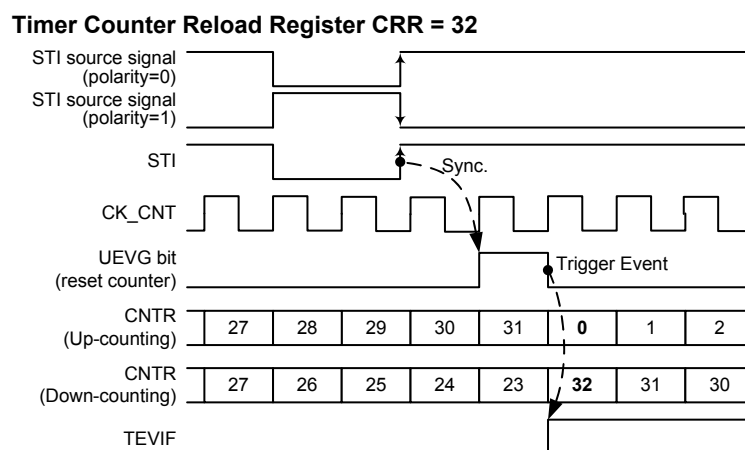 Timer Counter Reload Register CRR = 32
STI source signal
(polarity=0)
STI source signal
(polarity=1)
STI
Sync.
CK_CNT
UEVG bit
(reset counter)
Trigger Event
CNTR
(Up-counting)
27 28 29 30 31 0 1 2
CNTR
(Down-counting)
27 26 25 24 23 32 31 30
TEVIF